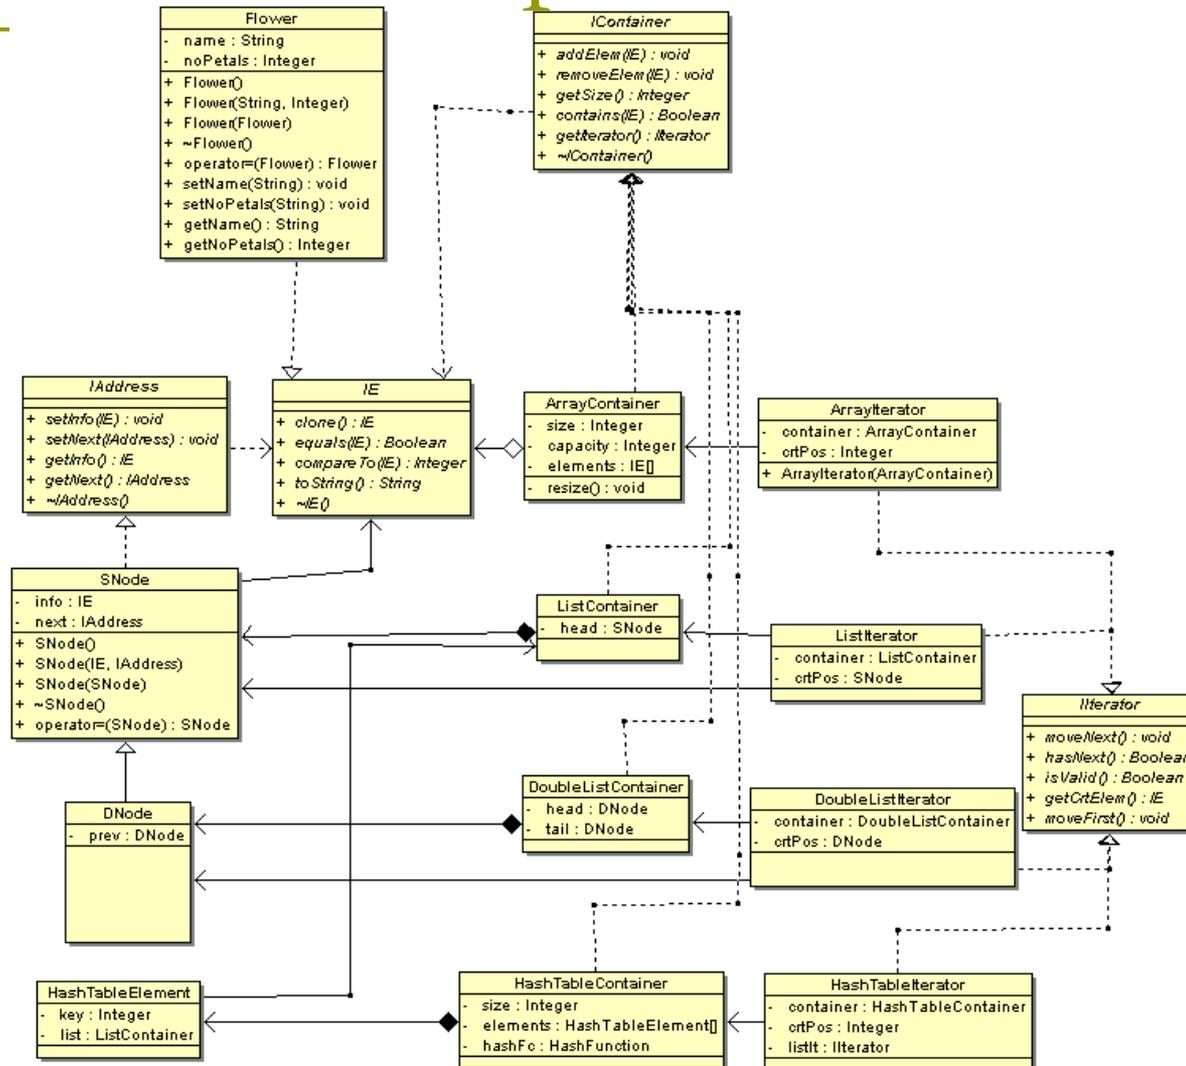 Flower
- name : String
- noPetals : Integer
+ Flower()
+ Flower(String, Integer)
+ Flower(Flower)
+ ~Flower()
+ operator=(Flower) : Flower
+ setName(String) : void
+ setNoPetals(String) : void
+ getName() : String
+ getNoPetals() : Integer
IContainer
+ addElem(IE) : void
+ removeElem(IE) : void
+ getSize() : Integer
+ contains(IE) : Boolean
+ getIterator() : IIterator
+ ~IContainer()
IAddress
+ setInfo(IE) : void
+ setNext(IAddress) : void
+ getInfo() : IE
+ getNext() : IAddress
+ ~IAddress()
IE
+ clone() : IE
+ equals(IE) : Boolean
+ compareTo(IE) : Integer
+ toString() : String
+ ~IE()
ArrayContainer
- size : Integer
- capacity : Integer
- elements : IE[]
- resize() : void
ArrayIterator
- container : ArrayContainer
- crtPos : Integer
+ ArrayIterator(ArrayContainer)
SNode
- info : IE
- next : IAddress
+ SNode()
+ SNode(IE, IAddress)
+ SNode(SNode)
+ ~SNode()
+ operator=(SNode) : SNode
ListContainer
- head : SNode
ListIterator
- container : ListContainer
- crtPos : SNode
IIterator
+ moveNext() : void
+ hasNext() : Boolear
+ isValid() : Boolean
+ getCrtElem() : IE
+ moveFirst() : void
DNode
- prev : DNode
DoubleListContainer
- head : DNode
- tail : DNode
DoubleListIterator
- container : DoubleListContainer
- crtPos : DNode
HashTableElement
- key : Integer
- list : ListContainer
HashTableContainer
- size : Integer
- elements : HashTableElement[]
- hashFc : HashFunction
HashTableIterator
- container : HashTableContainer
- crtPos : Integer
- listIt : IIterator